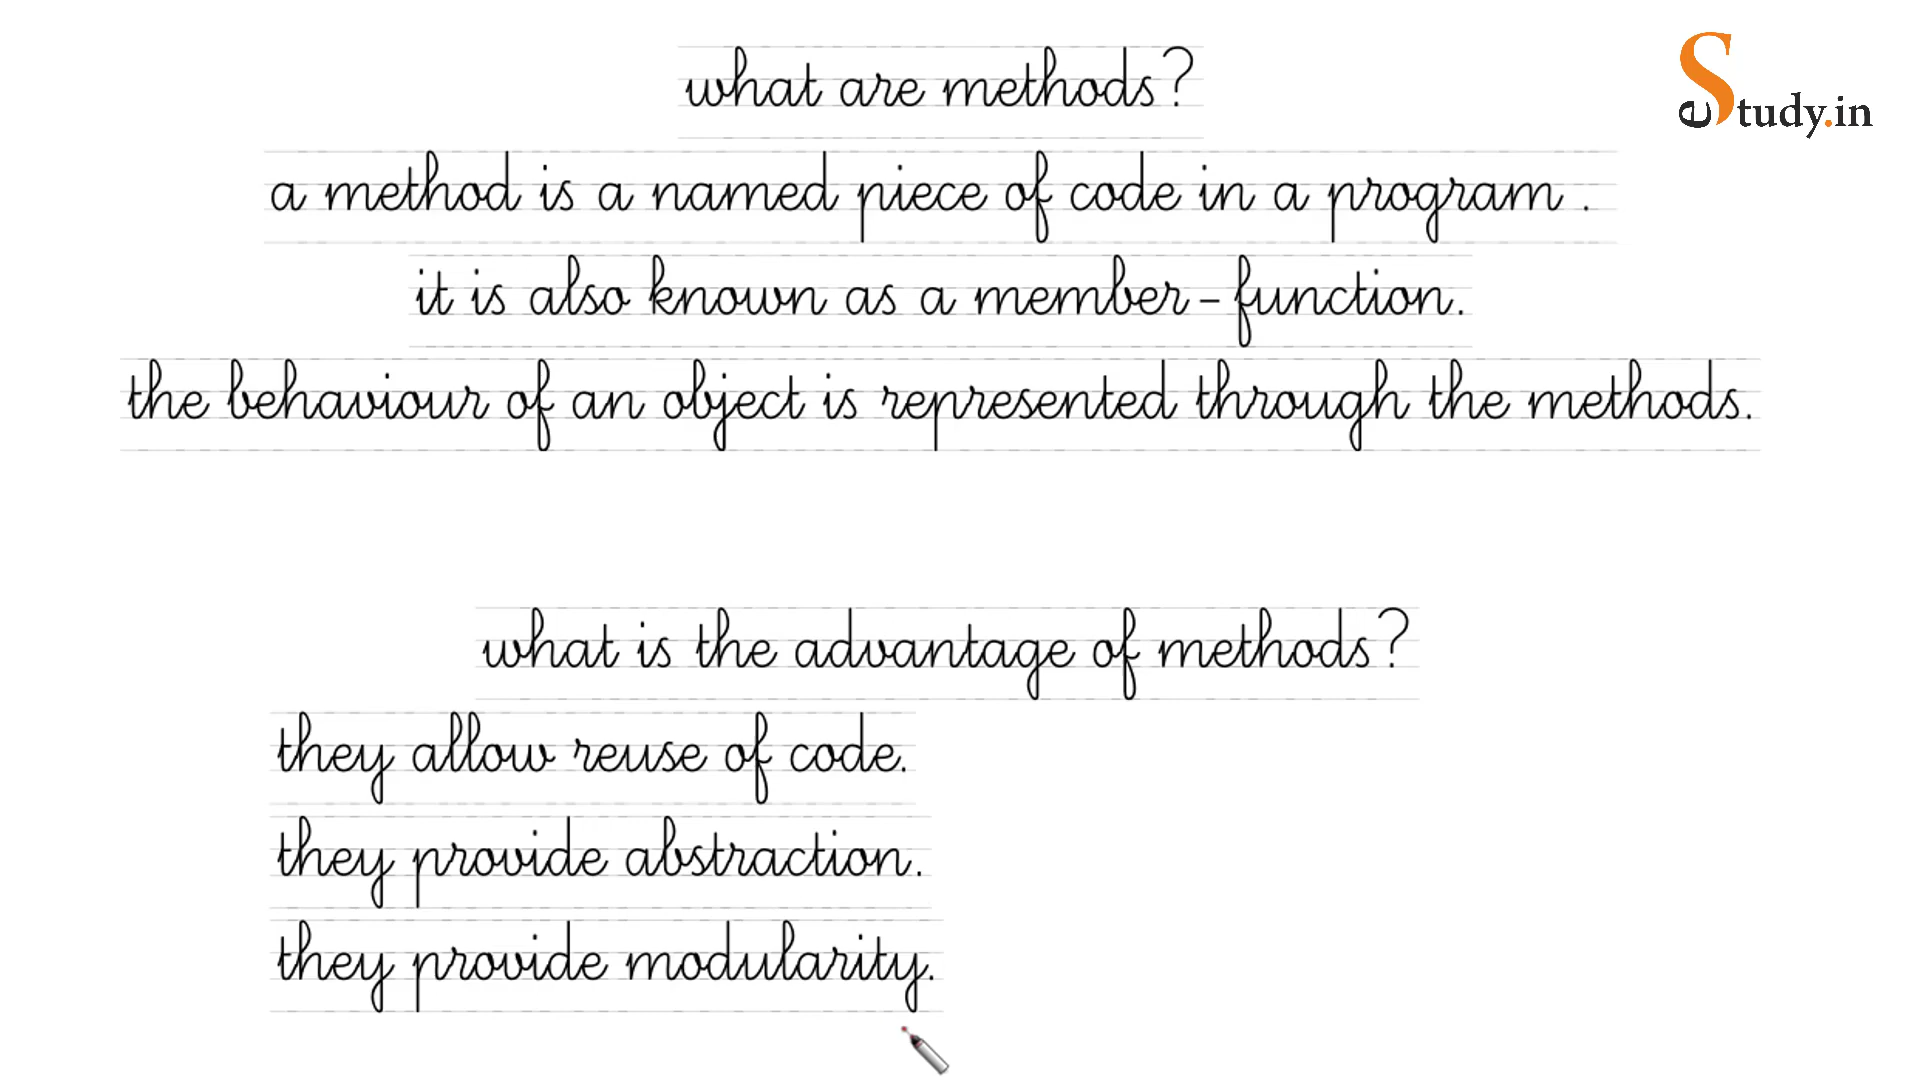 what are methods?
eStudy.in
a method is a named piece of code in a program .
it is also known as a member-function.
the behaviour of an object is represented through the methods.
what is the advantage of methods?
they allow reuse of code.
they provide abstraction.
they provide modularity.